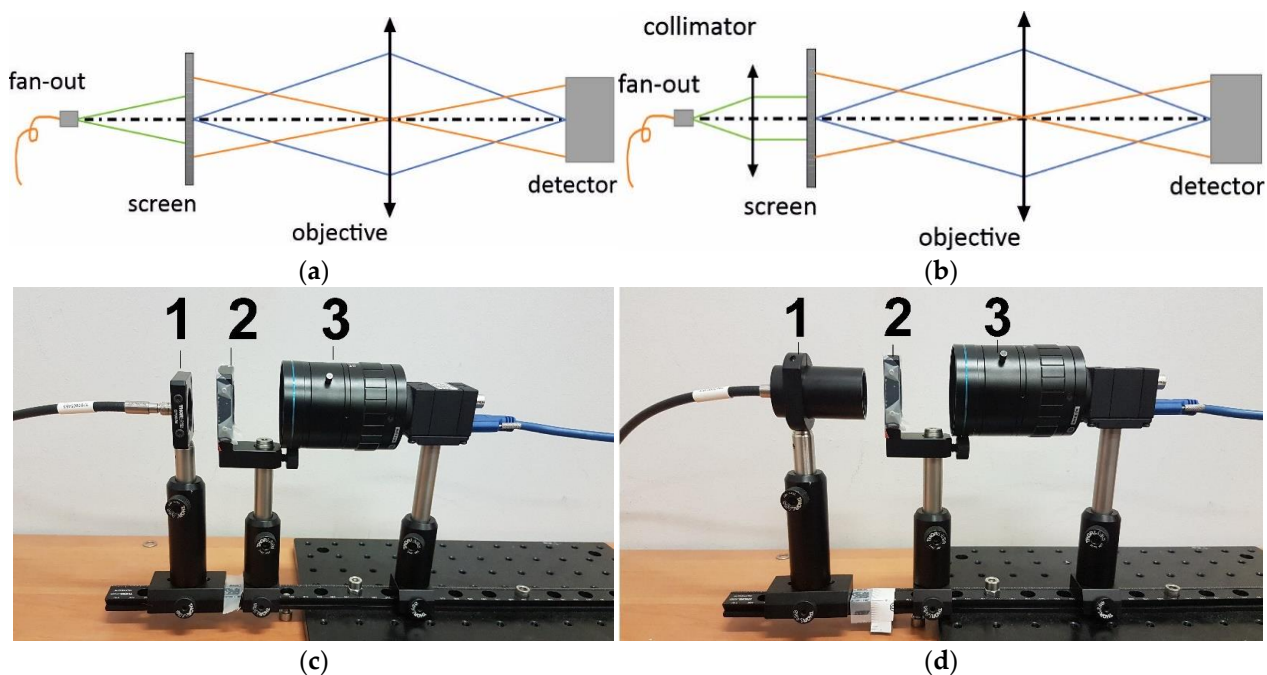 collimator
fan-out
fan-out
screen
detector
screen
detector
objective
objective
(a)
(b)
1 2 3
1 2 3
(c)
(d)